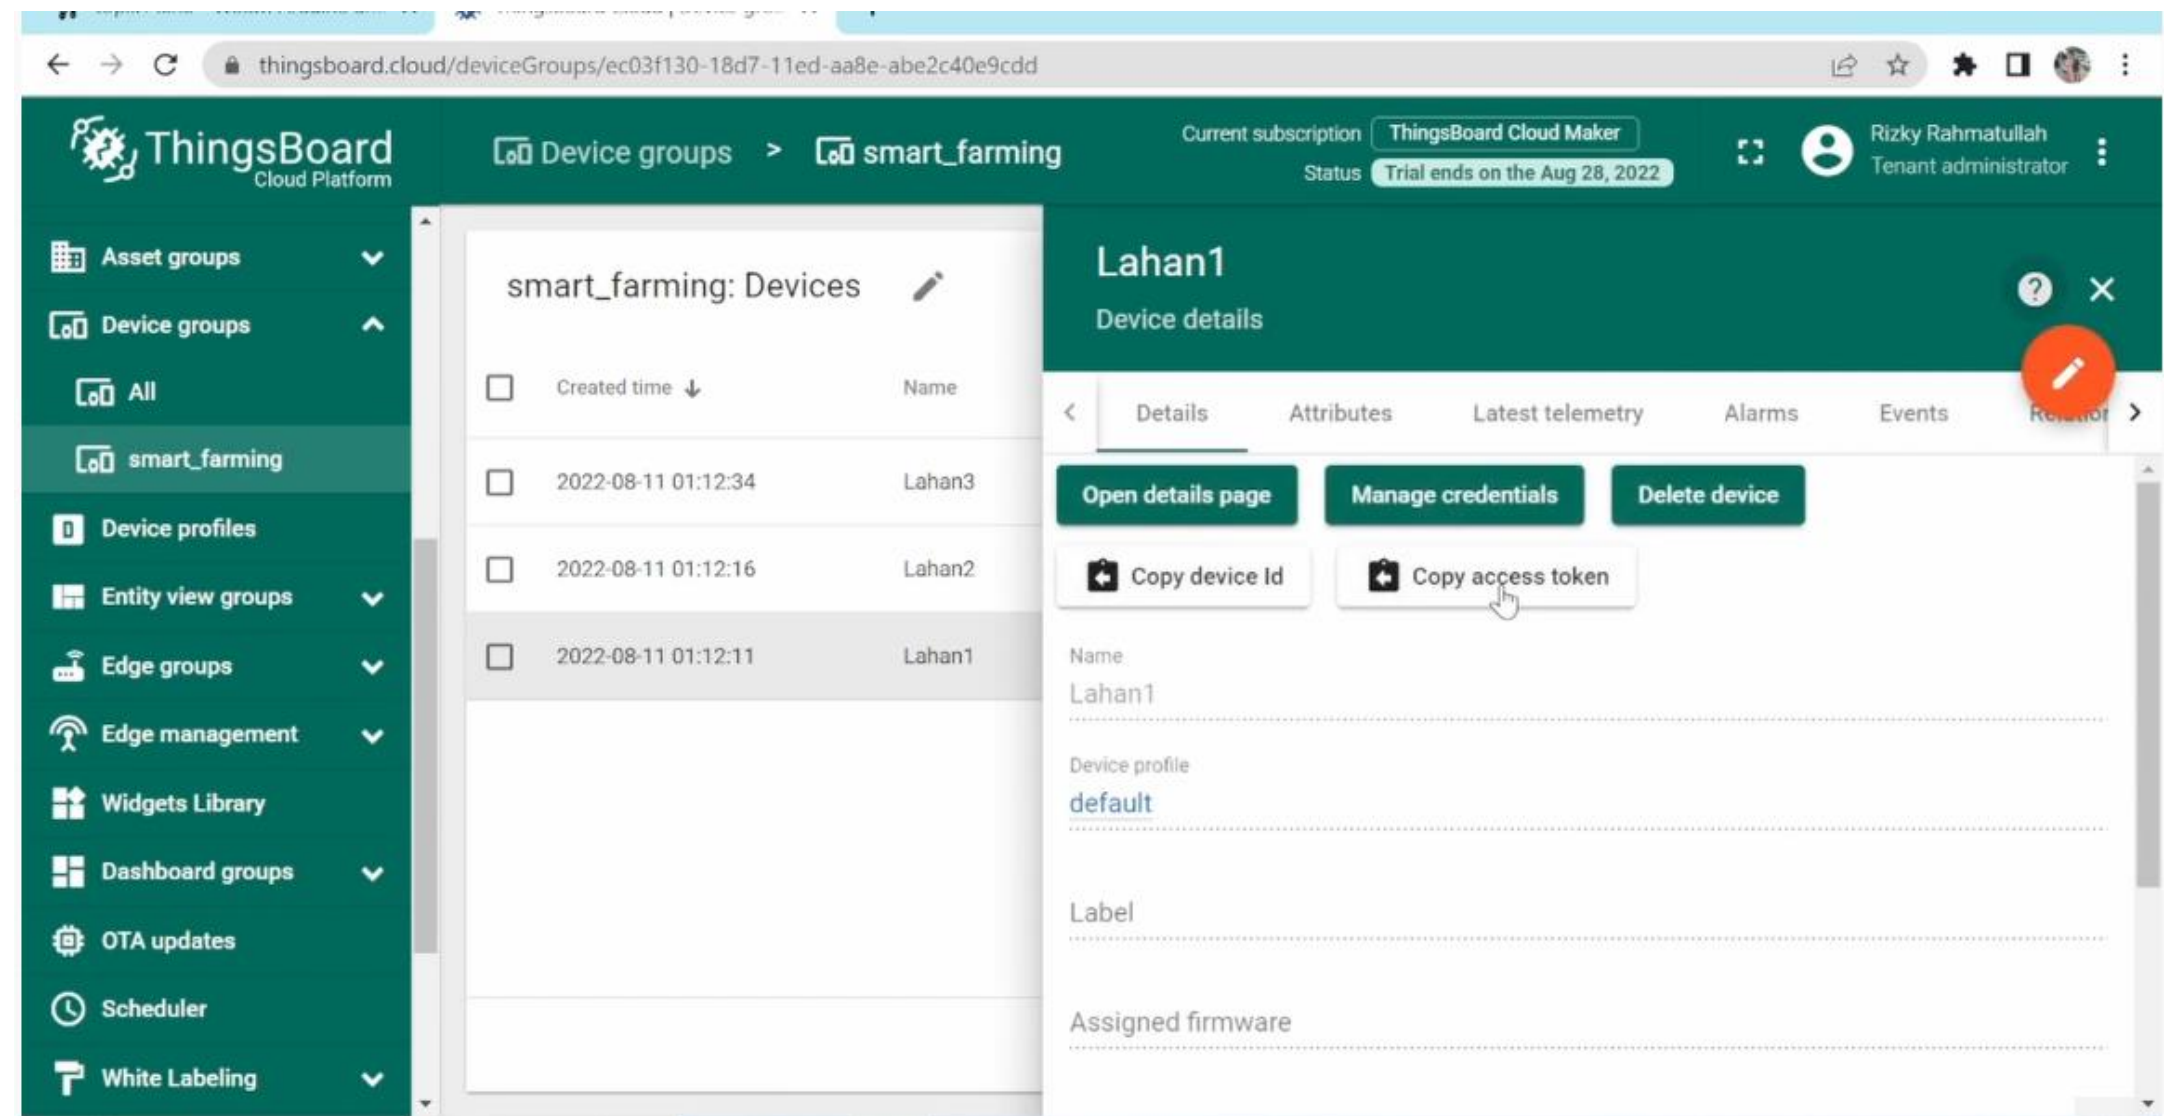 thingsboard.cloud/deviceGroups/ec03f130-18d7-11ed-aa8e-abe2c40e9cdd
ThingsBoard
Cloud Platform
Device groups > smart_farming
Current subscription ThingsBoard Cloud Maker
Status Trial ends on the Aug 28, 2022
Rizky Rahmatullah
Tenant administrator
Asset groups
Device groups
All
smart_farming
Device profiles
Entity view groups
Edge groups
Edge management
Widgets Library
Dashboard groups
OTA updates
Scheduler
White Labeling
smart_farming: Devices
Created time Name
2022-08-11 01:12:34 Lahan3
2022-08-11 01:12:16 Lahan2
2022-08-11 01:12:11 Lahan1
Lahan1
Device details
Details Attributes Latest telemetry Alarms Events
Open details page Manage credentials Delete device
Copy device Id Copy access token
Name
Lahan1
Device profile
default
Label
Assigned firmware